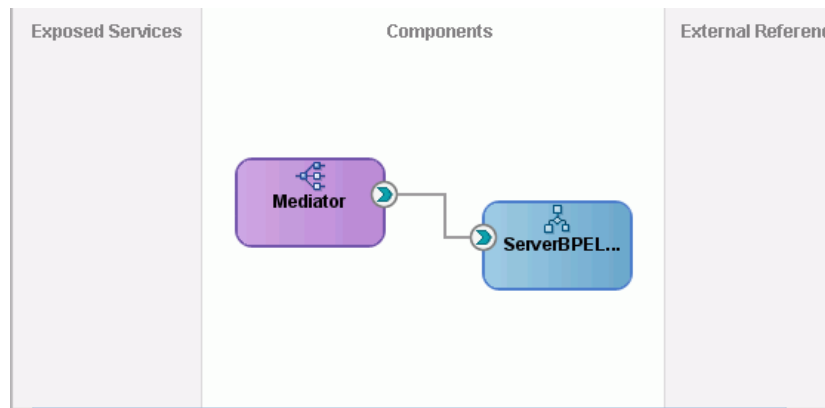 Exposed Services
Components
External Referen
Mediator
ServerBPEL...